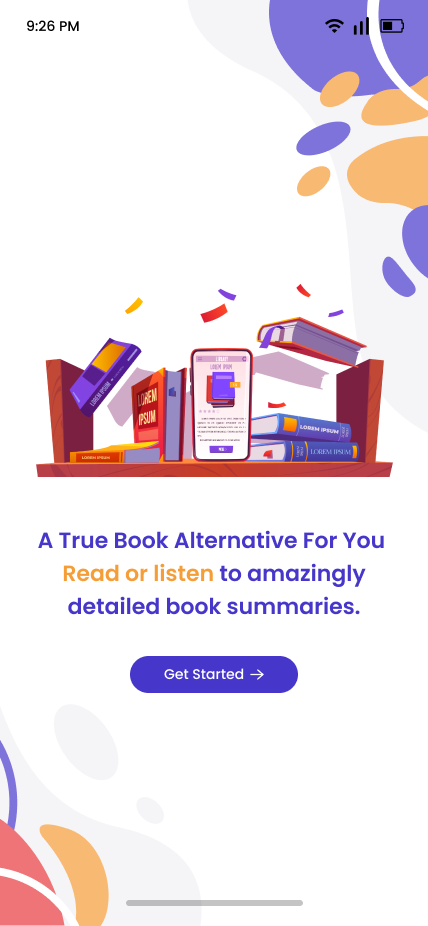 9:26 PM
LIBRARY
LOREM IPSUM
LOREM IPSUM
LOREM
IPSUM
LOREM IPSUM
LOREM IPSUM
LOREM IPSUM
A True Book Alternative For You
Read or listen to amazingly
detailed book summaries.
Get Started →